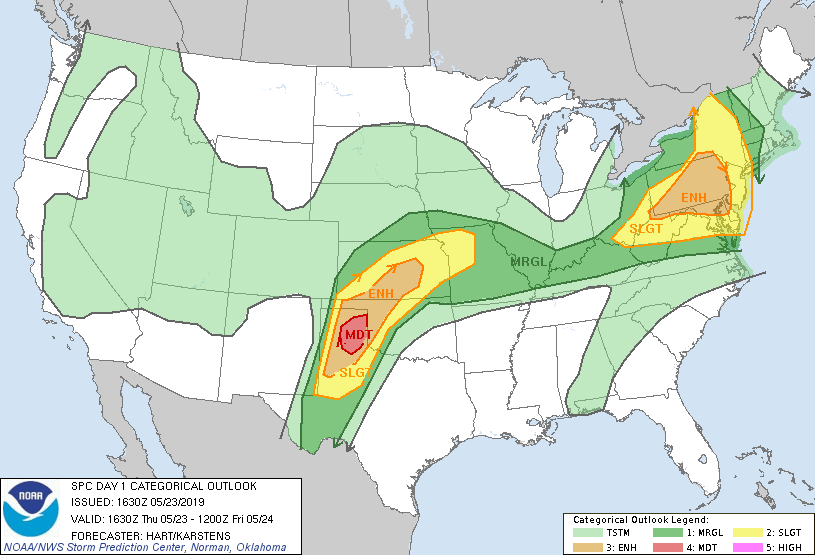 ENH
SLGT
MRGL
ENH
MDT
SLGT
NOAA
SPC DAY 1 CATEGORICAL OUTLOOK
ISSUED: 1630Z 05/23/2019
VALID: 1630Z Thu 05/23 - 1200Z Fri 05/24
FORECASTER: HART/KARSTENS
NOAA/NWS Storm Prediction Center, Norman, Oklahoma
Categorical Outlook Legend:
TSTM 1: MRGL 2: SLGT
3: ENH 4: MDT 5: HIGH